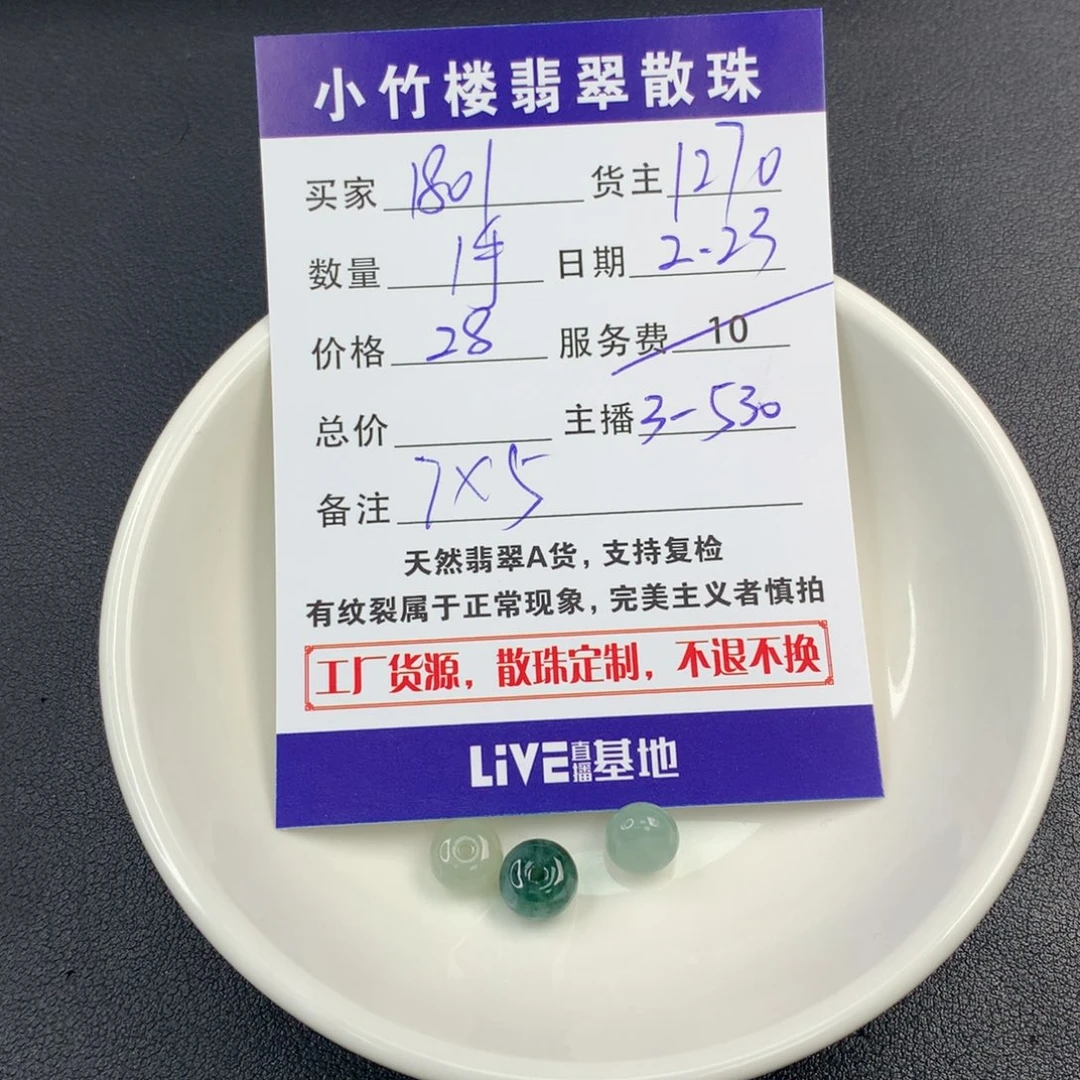 小竹楼翡翠散珠
买家 1801 货主 1270
数量 1件 日期 2-23
价格 28 服务费 10
总价 主播 3-530
备注 7×5
天然翡翠A货，支持复检
有纹裂属于正常现象，完美主义者慎拍
工厂货源，散珠定制，不退不换
LiVE直播基地